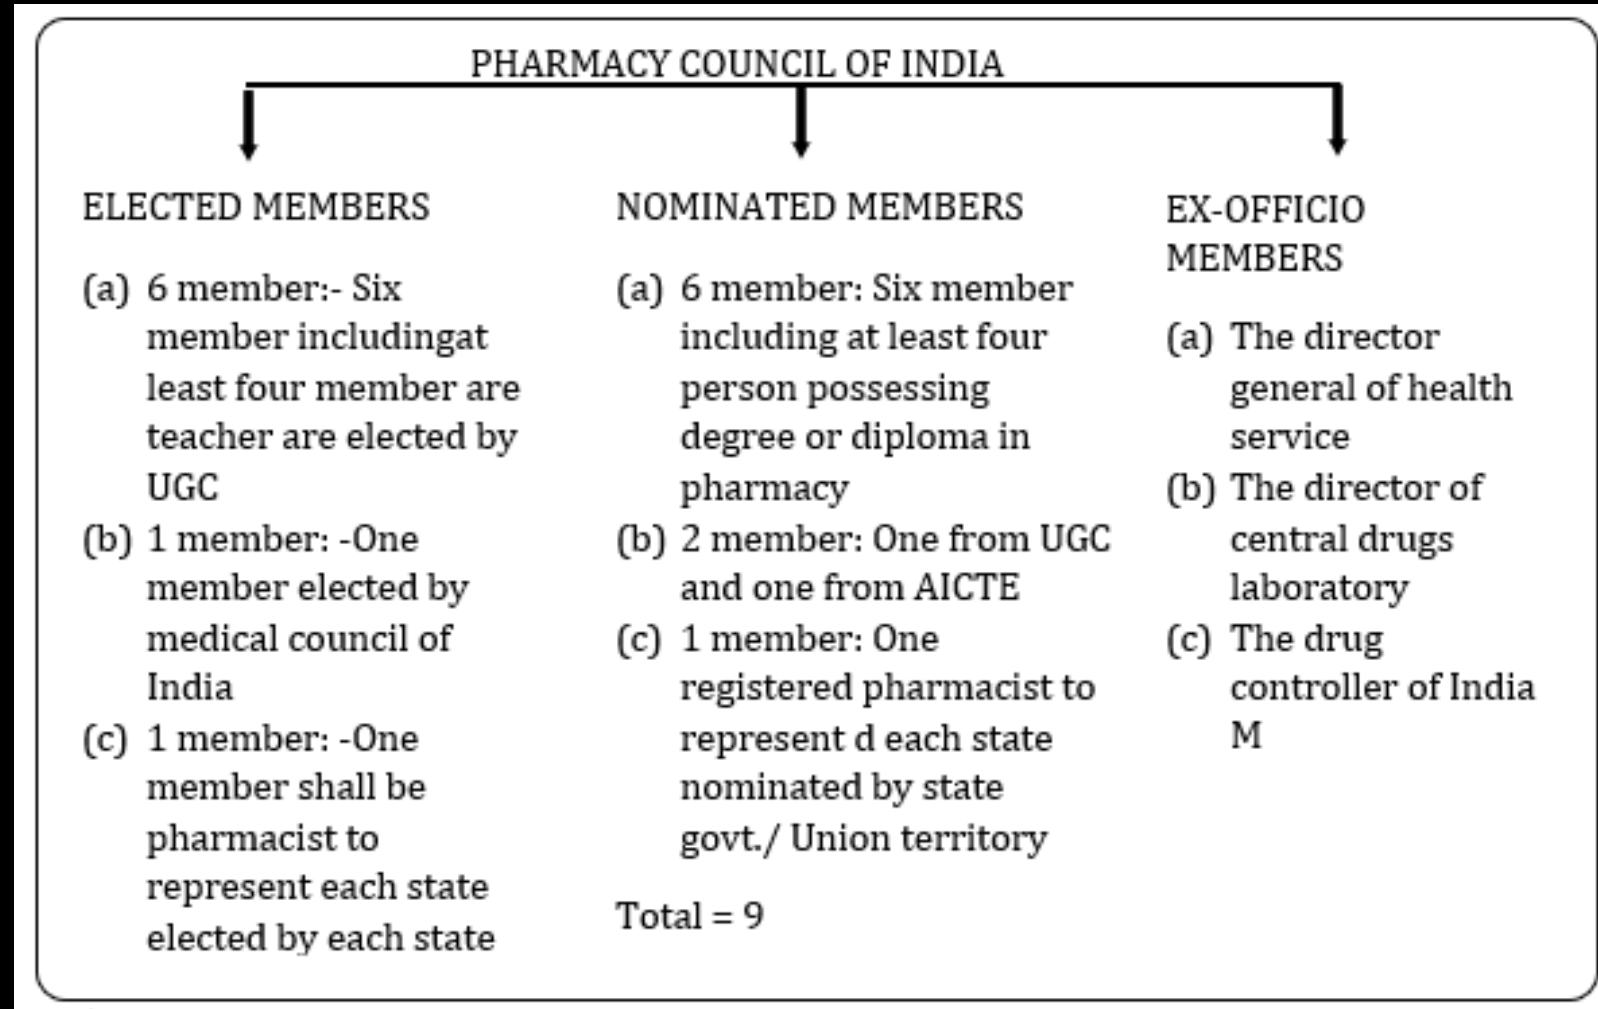 PHARMACY COUNCIL OF INDIA
ELECTED MEMBERS
(a) 6 member:- Six
member includingat
least four member are
teacher are elected by
UGC
(b) 1 member: -One
member elected by
medical council of
India
(c) 1 member: -One
member shall be
pharmacist to
represent each state
elected by each state
NOMINATED MEMBERS
(a) 6 member: Six member
including at least four
person possessing
degree or diploma in
pharmacy
(b) 2 member: One from UGC
and one from AICTE
(c) 1 member: One
registered pharmacist to
represent d each state
nominated by state
govt./ Union territory
Total = 9
EX-OFFICIO
MEMBERS
(a) The director
general of health
service
(b) The director of
central drugs
laboratory
(c) The drug
controller of India
M